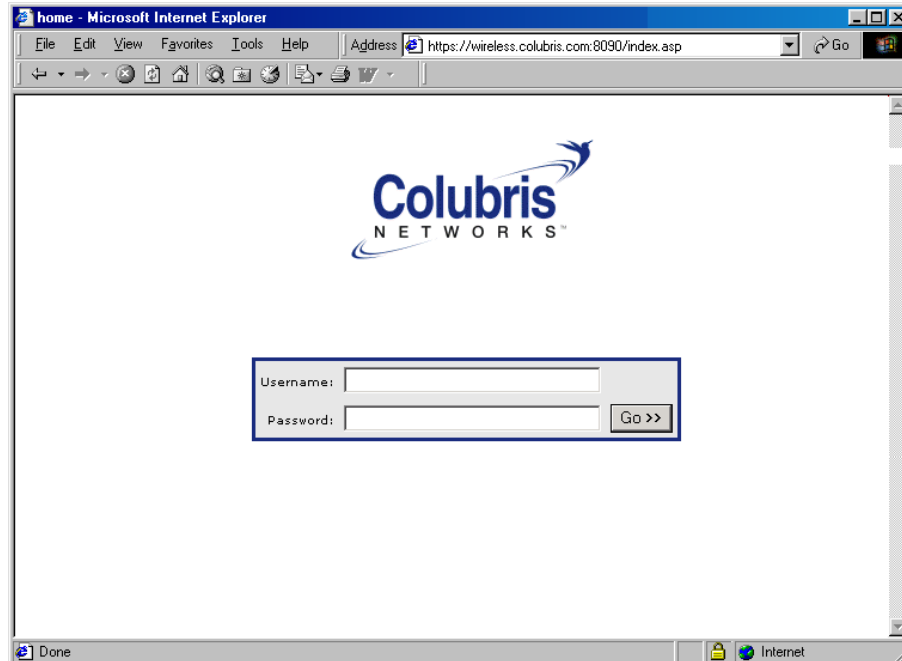 home - Microsoft Internet Explorer
File Edit View Favorites Tools Help Address https://wireless.colubris.com:8090/index.asp Go
Colubris
NETWORKS™
Username:
Password: Go >>
Done Internet